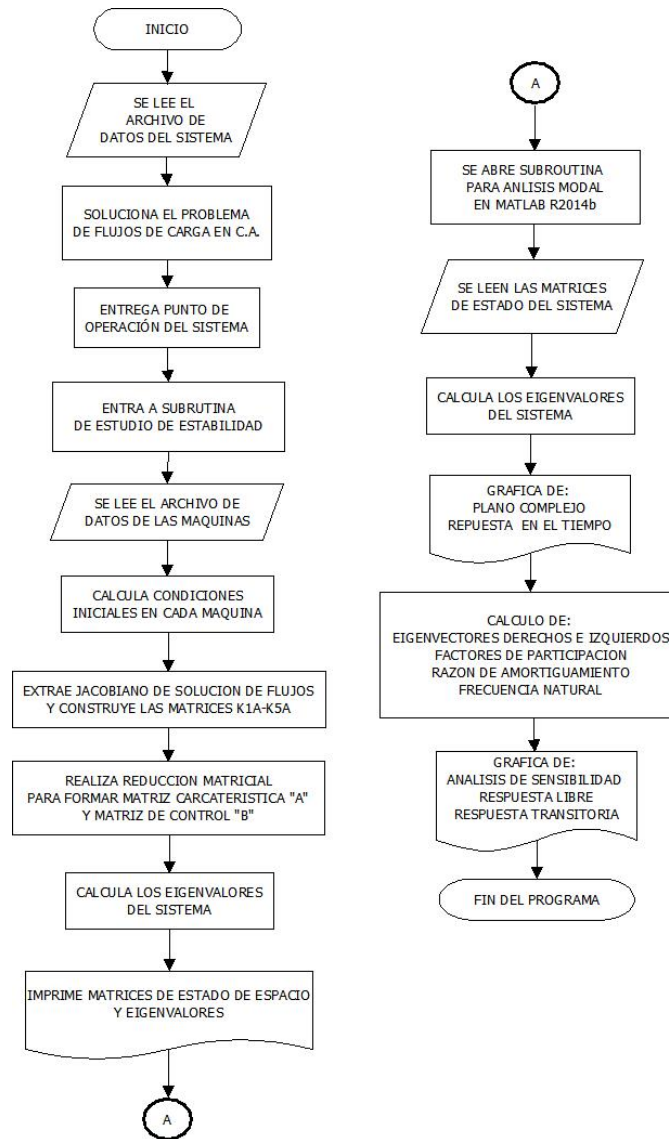 INICIO
SE LEE EL
ARCHIVO DE
DATOS DEL SISTEMA
SOLUCIONA EL PROBLEMA
DE FLUJOS DE CARGA EN C.A.
ENTREGA PUNTO DE
OPERACIÓN DEL SISTEMA
ENTRA A SUBRUTINA
DE ESTUDIO DE ESTABILIDAD
SE LEE EL ARCHIVO DE
DATOS DE LAS MAQUINAS
CALCULA CONDICIONES
INICIALES EN CADA MAQUINA
EXTRAE JACOBIANO DE SOLUCION DE FLUJOS
Y CONSTRUYE LAS MATRICES K1A-K5A
REALIZA REDUCCION MATRICIAL
PARA FORMAR MATRIZ CARCATERISTICA "A"
Y MATRIZ DE CONTROL "B"
CALCULA LOS EIGENVALORES
DEL SISTEMA
IMPRIME MATRICES DE ESTADO DE ESPACIO
Y EIGENVALORES
A
A
SE ABRE SUBROUTINA
PARA ANLISIS MODAL
EN MATLAB R2014b
SE LEEN LAS MATRICES
DE ESTADO DEL SISTEMA
CALCULA LOS EIGENVALORES
DEL SISTEMA
GRAFICA DE:
PLANO COMPLEJO
REPUESTA EN EL TIEMPO
CALCULO DE:
EIGENVECTORES DERECHOS E IZQUIERDOS
FACTORES DE PARTICIPACION
RAZON DE AMORTIGUAMIENTO
FRECUENCIA NATURAL
GRAFICA DE:
ANALISIS DE SENSIBILIDAD
RESPUESTA LIBRE
RESPUESTA TRANSITORIA
FIN DEL PROGRAMA